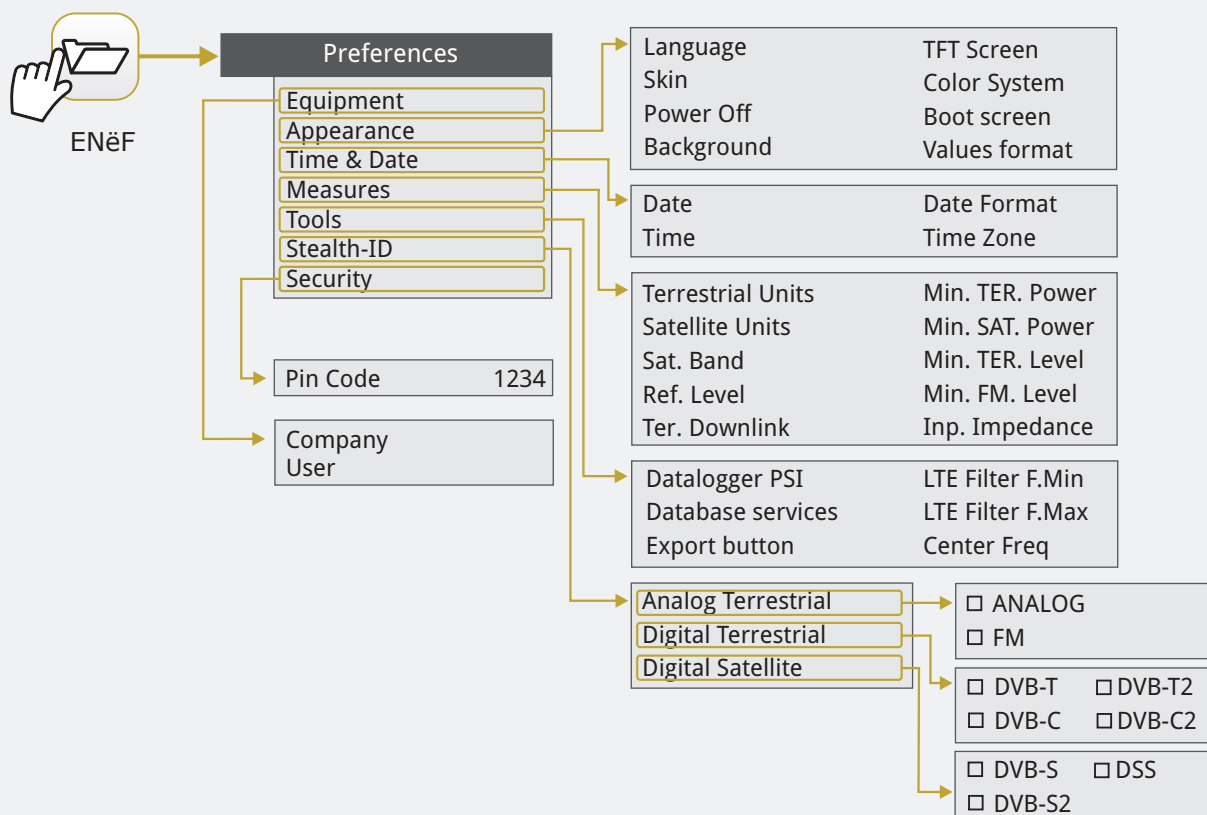 ENëF
Preferences
Equipment
Appearance
Time & Date
Measures
Tools
Stealth-ID
Security
Pin Code 1234
Company
User
Language TFT Screen
Skin Color System
Power Off Boot screen
Background Values format
Date Date Format
Time Time Zone
Terrestrial Units Min. TER. Power
Satellite Units Min. SAT. Power
Sat. Band Min. TER. Level
Ref. Level Min. FM. Level
Ter. Downlink Inp. Impedance
Datalogger PSI LTE Filter F.Min
Database services LTE Filter F.Max
Export button Center Freq
Analog Terrestrial
Digital Terrestrial
Digital Satellite
ANALOG
FM
DVB-T DVB-T2
DVB-C DVB-C2
DVB-S DSS
DVB-S2